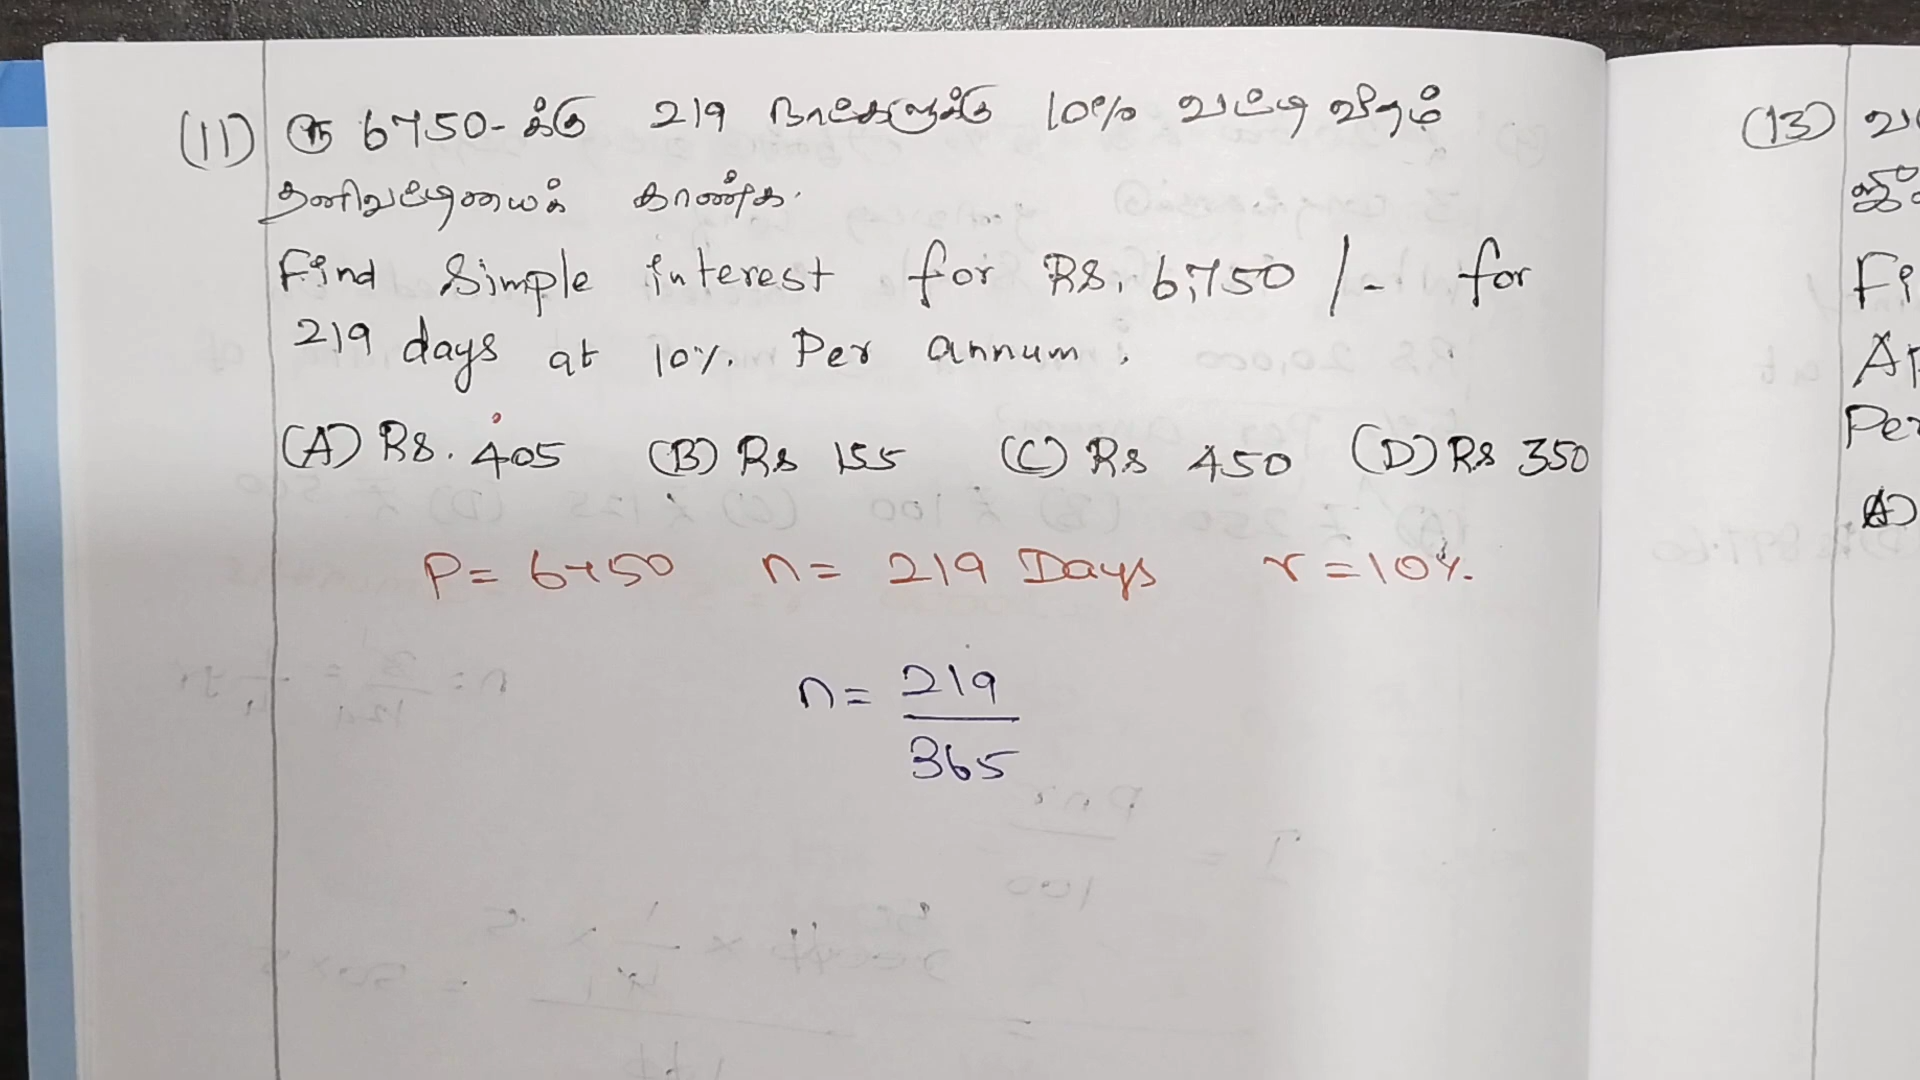 (11) ரூ 6750-க்கு 219 நாட்களுக்கு 10% வட்டி வீதம்
தனிவட்டியைக் காண்க.
Find Simple interest for Rs. 6,750 /- for
219 days at 10%. Per annum.
(A) Rs. 405 (B) Rs 155 (C) Rs 450 (D) Rs 350
P= 6750 n= 219 Days r=10%.
n= 219
365
(13)
Fi
Per
(A)